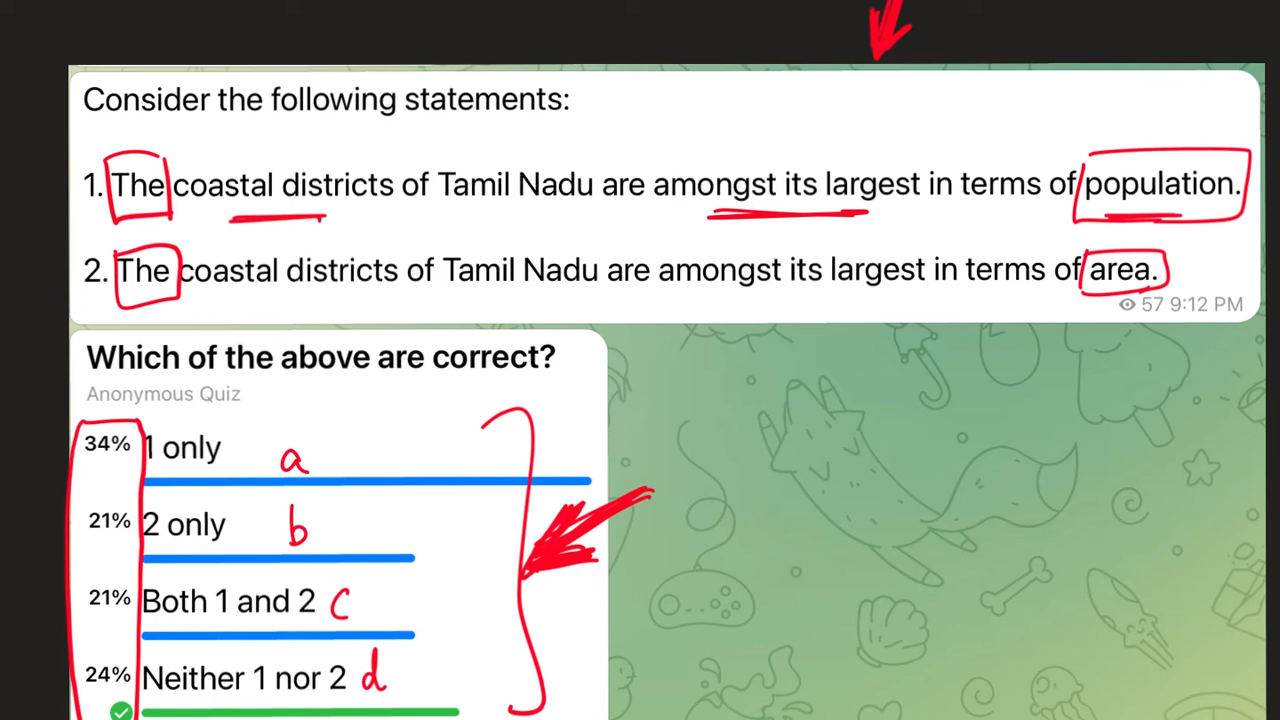 Consider the following statements:
1. The coastal districts of Tamil Nadu are amongst its largest in terms of population.
2. The coastal districts of Tamil Nadu are amongst its largest in terms of area.
57 9:12 PM
Which of the above are correct?
Anonymous Quiz
34% 1 only a
21% 2 only b
21% Both 1 and 2 c
24% Neither 1 nor 2 d